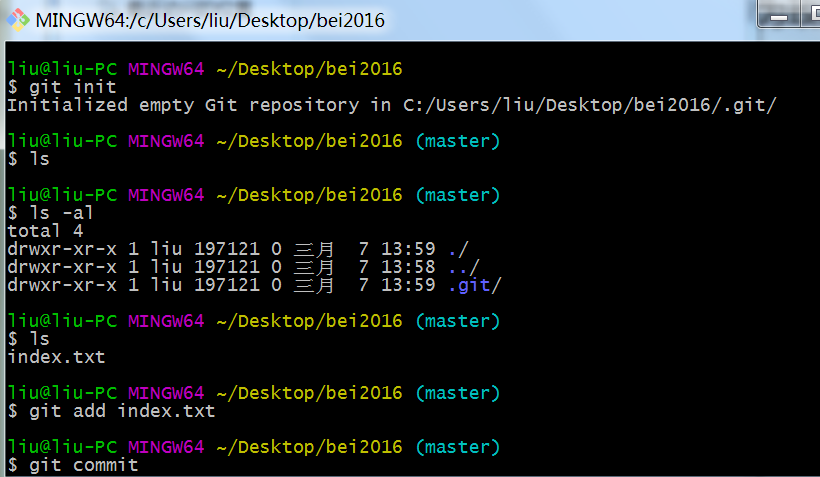 MINGW64:/c/Users/liu/Desktop/bei2016
liu@liu-PC MINGW64 ~/Desktop/bei2016
$ git init
Initialized empty Git repository in C:/Users/liu/Desktop/bei2016/.git/
liu@liu-PC MINGW64 ~/Desktop/bei2016 (master)
$ ls
liu@liu-PC MINGW64 ~/Desktop/bei2016 (master)
$ ls -al
total 4
drwxr-xr-x 1 liu 197121 0 三月  7 13:59 ./
drwxr-xr-x 1 liu 197121 0 三月  7 13:58 ../
drwxr-xr-x 1 liu 197121 0 三月  7 13:59 .git/
liu@liu-PC MINGW64 ~/Desktop/bei2016 (master)
$ ls
index.txt
liu@liu-PC MINGW64 ~/Desktop/bei2016 (master)
$ git add index.txt
liu@liu-PC MINGW64 ~/Desktop/bei2016 (master)
$ git commit